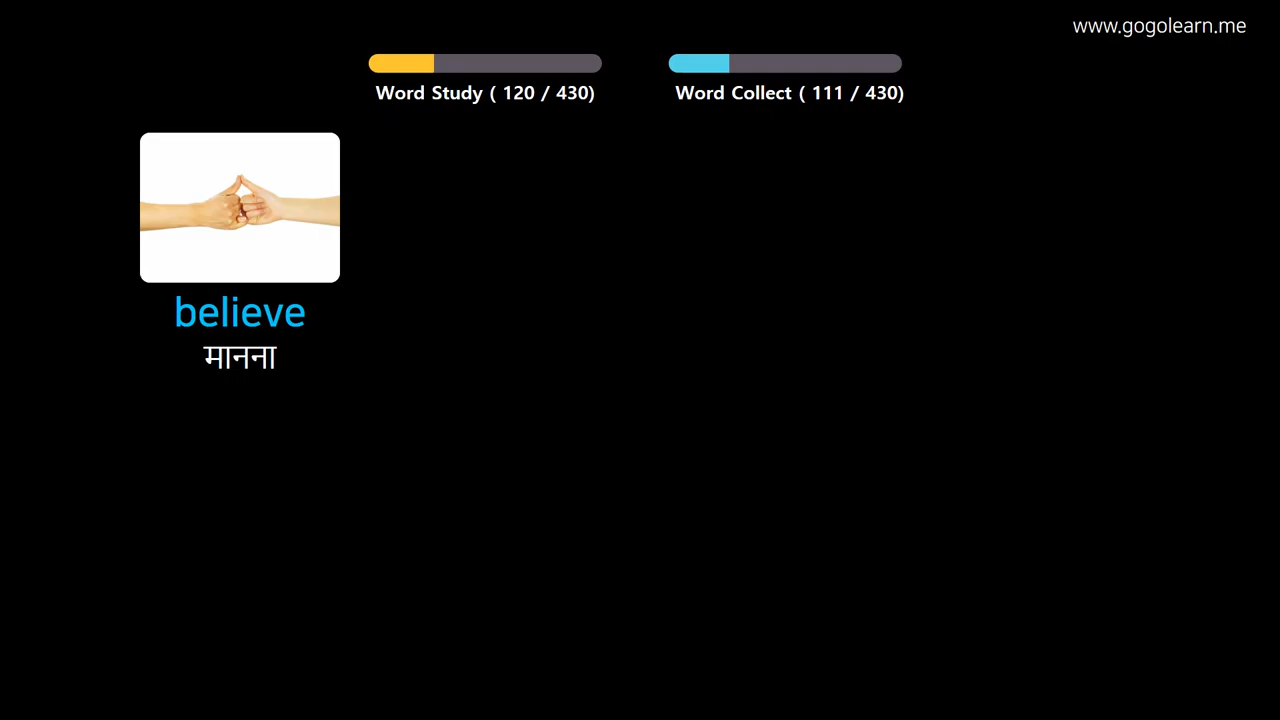 www.gogolearn.me
Word Study ( 120 / 430)
Word Collect ( 111 / 430)
believe
मानना